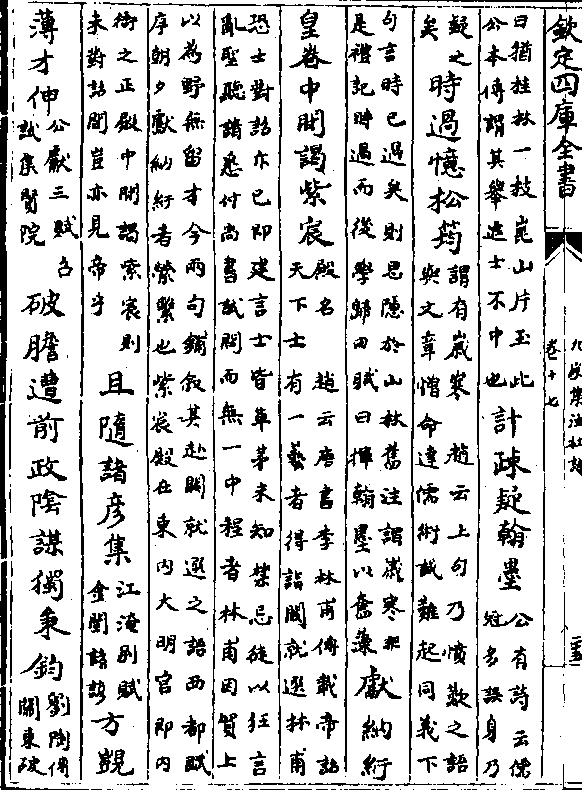 欽定四庫全書
九家集注杜詩
卷十七
曰猶桂林一枝崑山片玉此
公本傳謂其舉進士不中也
計疎疑翰墨
公有詩云儒
冠多誤身乃
疑之
矣
時過憶松筠
謂有歲寒 趙云上句乃憤歎之語
與文章憎命達儒術誠難起同義下
句言時已過矣則思隱於山林舊注謂歲寒非
是禮記時過而後學歸田賦曰揮翰墨以奮藻
獻納紆
皇眷中間謁紫宸
殿名 趙云唐書李林甫傳載帝詔
天下士有一藝者得詣闕就選林甫
恐士對詔斥已即建言士皆草茅未知禁忌徒以狂言
亂聖聽請悉付尚書試問而無一中程者林甫因賀上
以為野無留才今兩句鋪叙其赴闕就選之語西都賦
序朝夕獻納紆者縈繫也紫宸殿在東内大明宫即内
衙之正殿中間謁紫宸則
未對詔間豈亦見帝乎
且隨諸彦集
江淹别賦
金閨諸彦
方覬
薄才伸
公獻三賦召
試集賢院
破膽遭前政隂謀獨秉鈞
劉陶傳
關東破